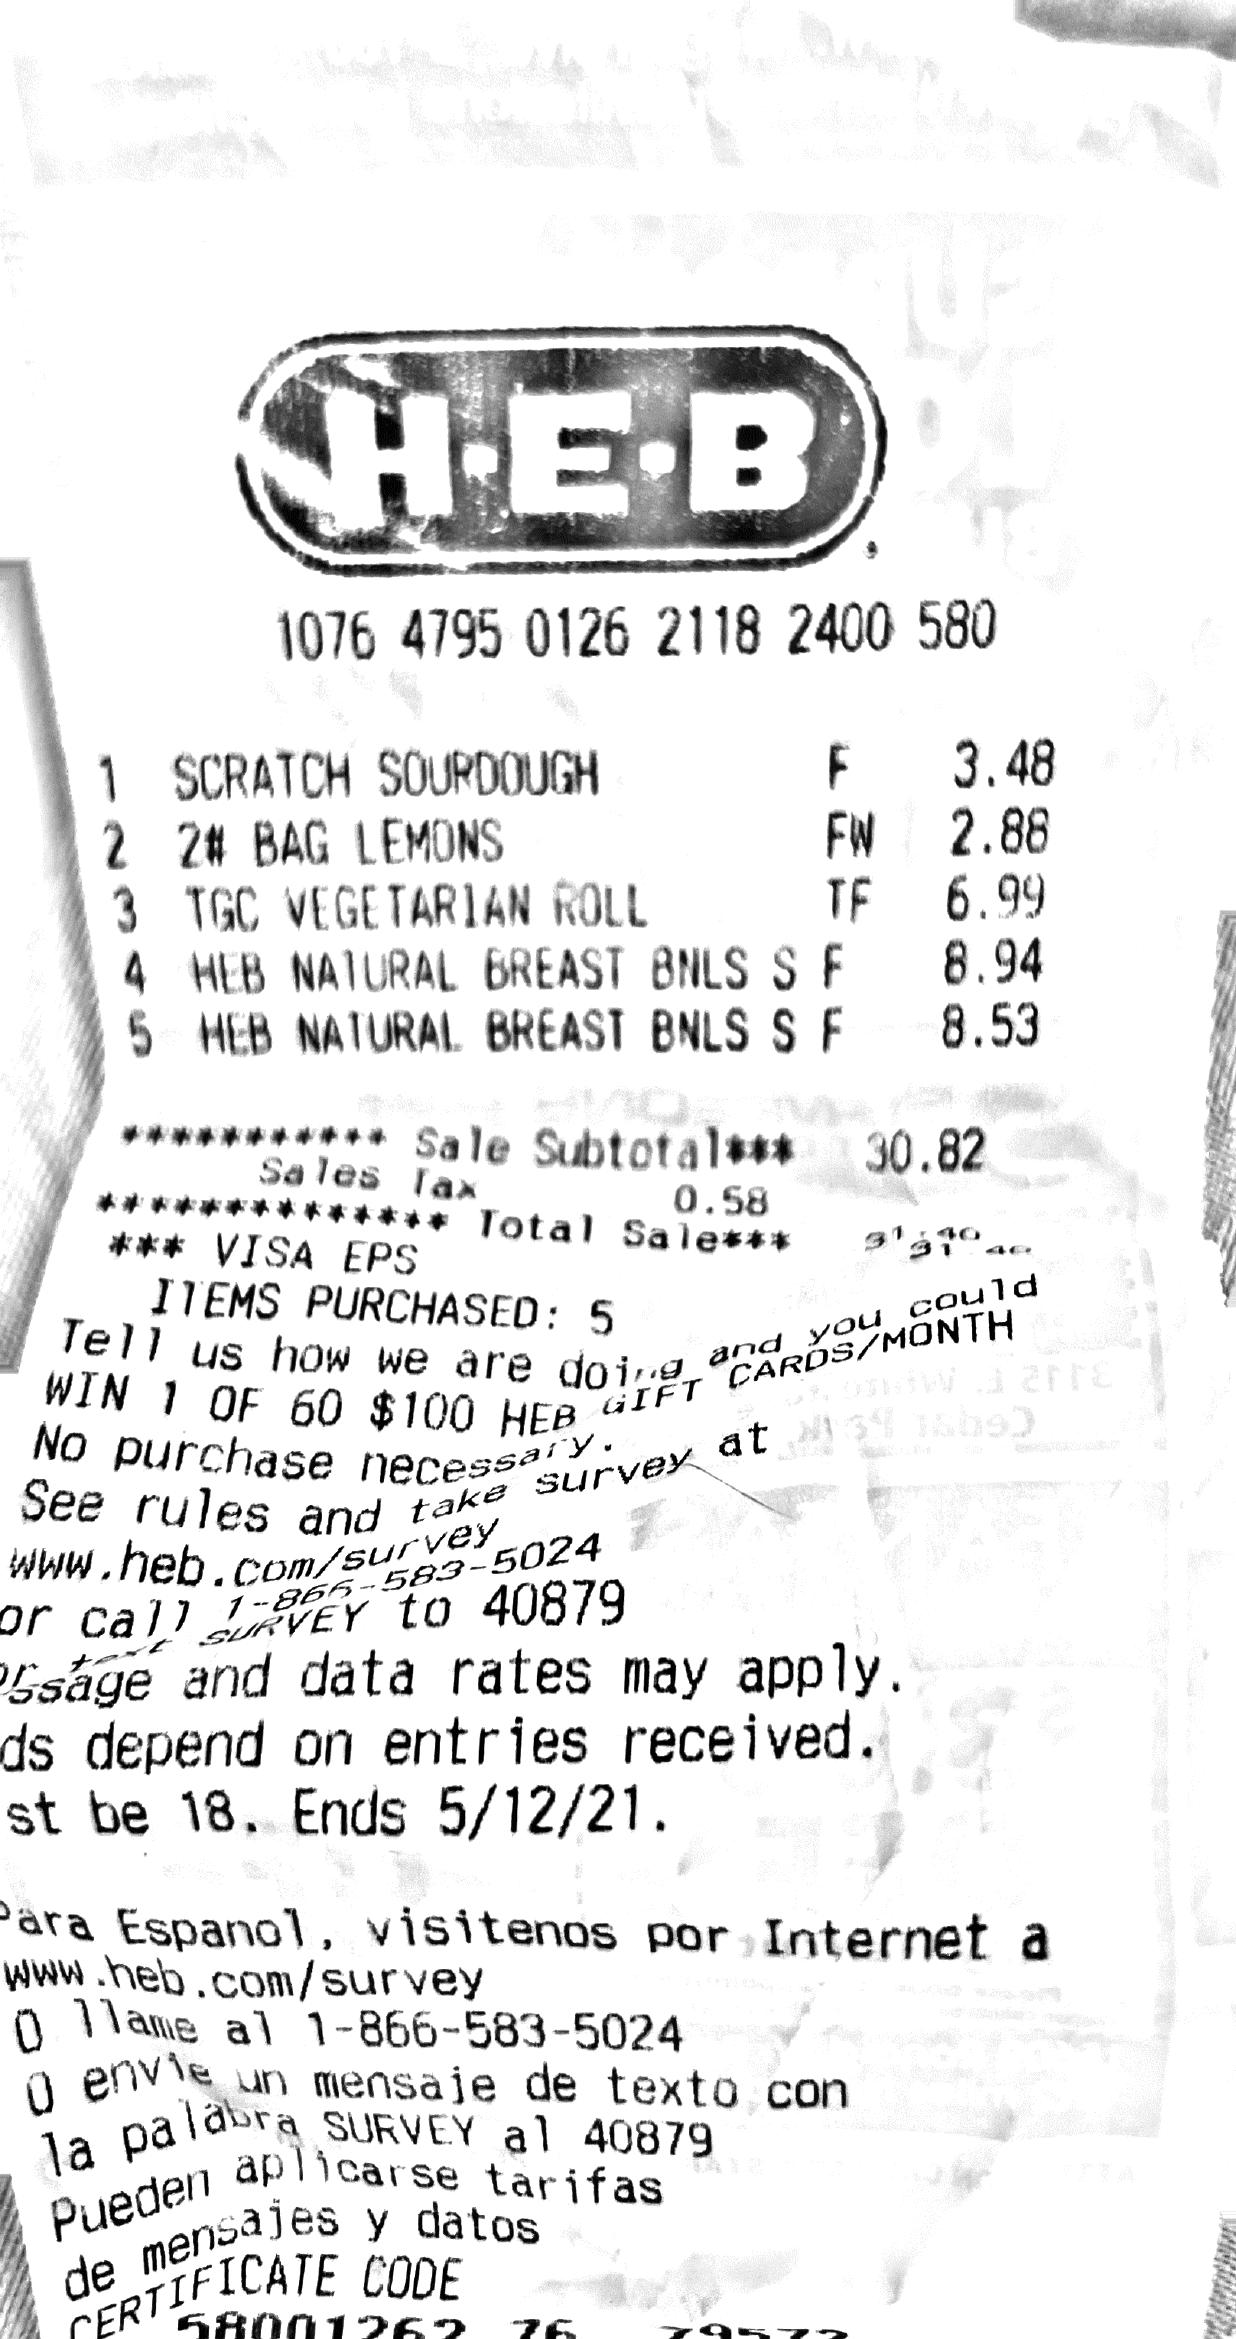 H·E·B
1076 4795 0126 2118 2400 580
1 SCRATCH SOURDOUGH F 3.48
2 2# BAG LEMONS FW 2.88
3 TGC VEGETARIAN ROLL TF 6.99
4 HEB NATURAL BREAST BNLS S F 8.94
5 HEB NATURAL BREAST BNLS S F 8.53
*********** Sale Subtotal*** 30.82
Sales Tax 0.58
************** Total Sale*** 31.40
*** VISA EPS 31.40
ITEMS PURCHASED: 5
Tell us how we are doing and you could
WIN 1 OF 60 $100 HEB GIFT CARDS/MONTH
No purchase necessary.
See rules and take survey at
www.heb.com/survey
or call 1-866-583-5024
or text SURVEY to 40879
ssage and data rates may apply.
ds depend on entries received.
st be 18. Ends 5/12/21.
Para Espanol, visitenos por Internet a
www.heb.com/survey
O llame al 1-866-583-5024
O envie un mensaje de texto con
la palabra SURVEY al 40879
Pueden aplicarse tarifas
de mensajes y datos
CERTIFICATE CODE